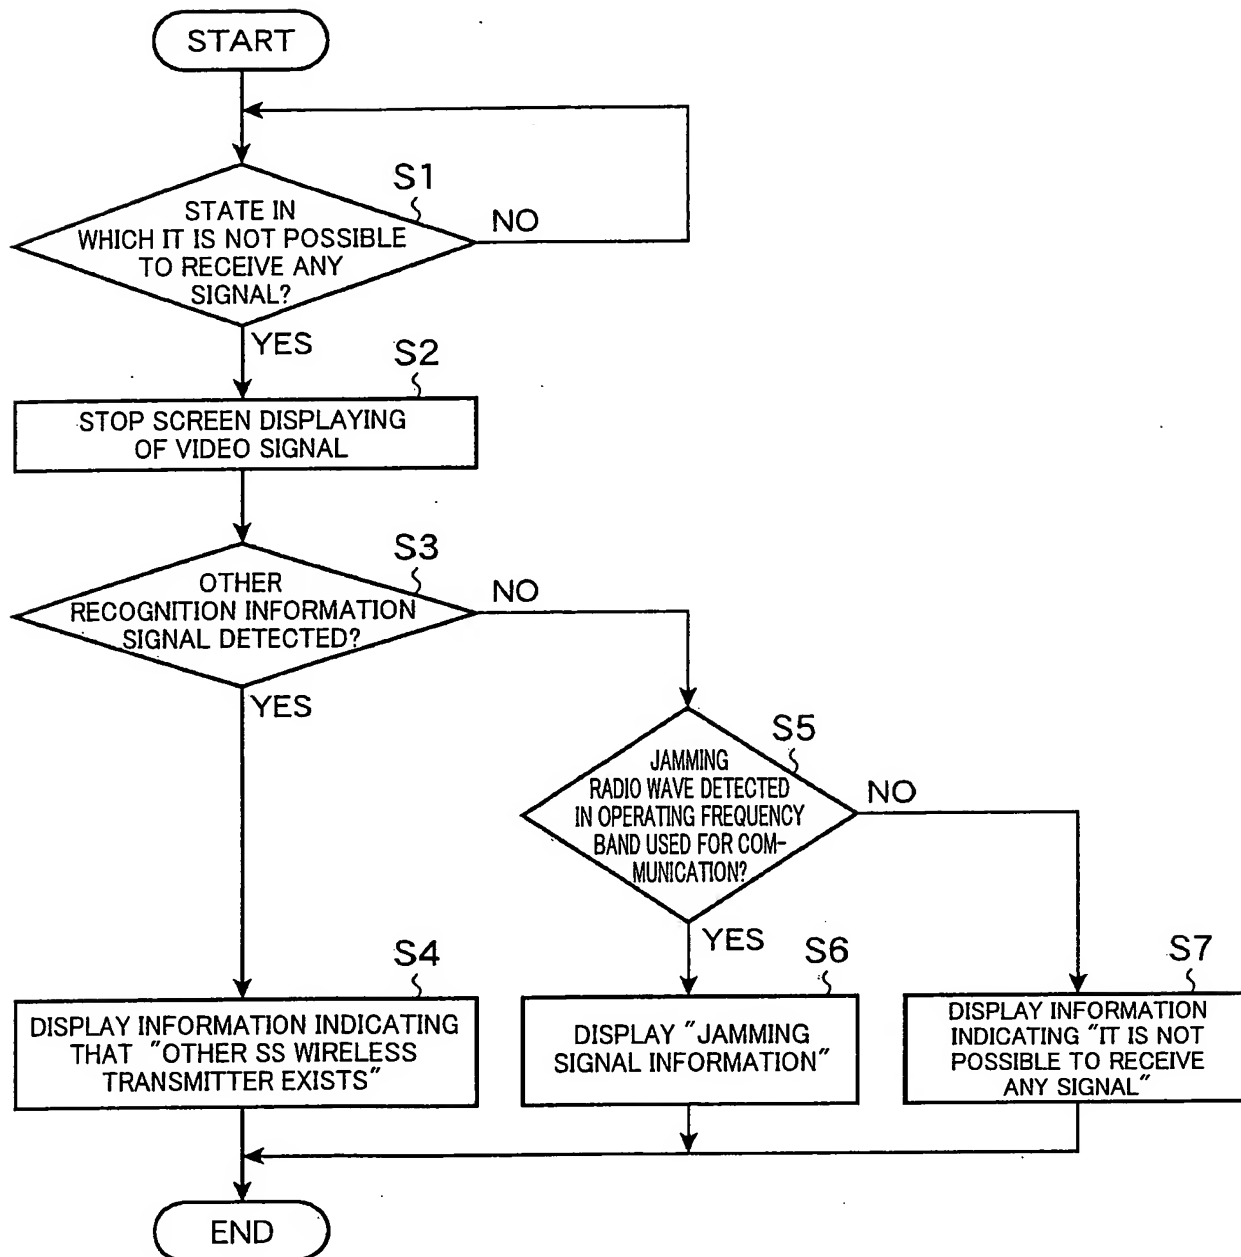 START
S1
STATE IN
WHICH IT IS NOT POSSIBLE
TO RECEIVE ANY
SIGNAL?
NO
YES
S2
STOP SCREEN DISPLAYING
OF VIDEO SIGNAL
S3
OTHER
RECOGNITION INFORMATION
SIGNAL DETECTED?
NO
YES
S5
JAMMING
RADIO WAVE DETECTED
IN OPERATING FREQUENCY
BAND USED FOR COM-
MUNICATION?
NO
YES
S4
DISPLAY INFORMATION INDICATING
THAT "OTHER SS WIRELESS
TRANSMITTER EXISTS"
S6
DISPLAY "JAMMING
SIGNAL INFORMATION"
S7
DISPLAY INFORMATION
INDICATING "IT IS NOT
POSSIBLE TO RECEIVE
ANY SIGNAL"
END